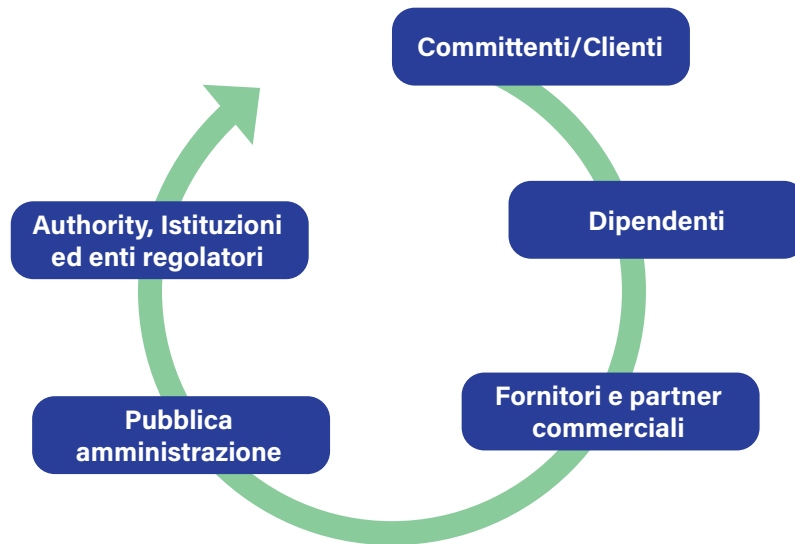 Committenti/Clienti
Dipendenti
Fornitori e partner
commerciali
Pubblica
amministrazione
Authority, Istituzioni
ed enti regolatori